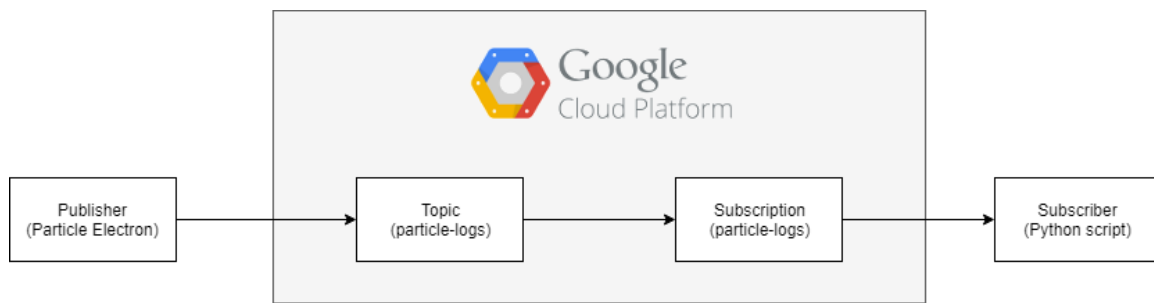 Google
Cloud Platform
Publisher
(Particle Electron)
Topic
(particle-logs)
Subscription
(particle-logs)
Subscriber
(Python script)